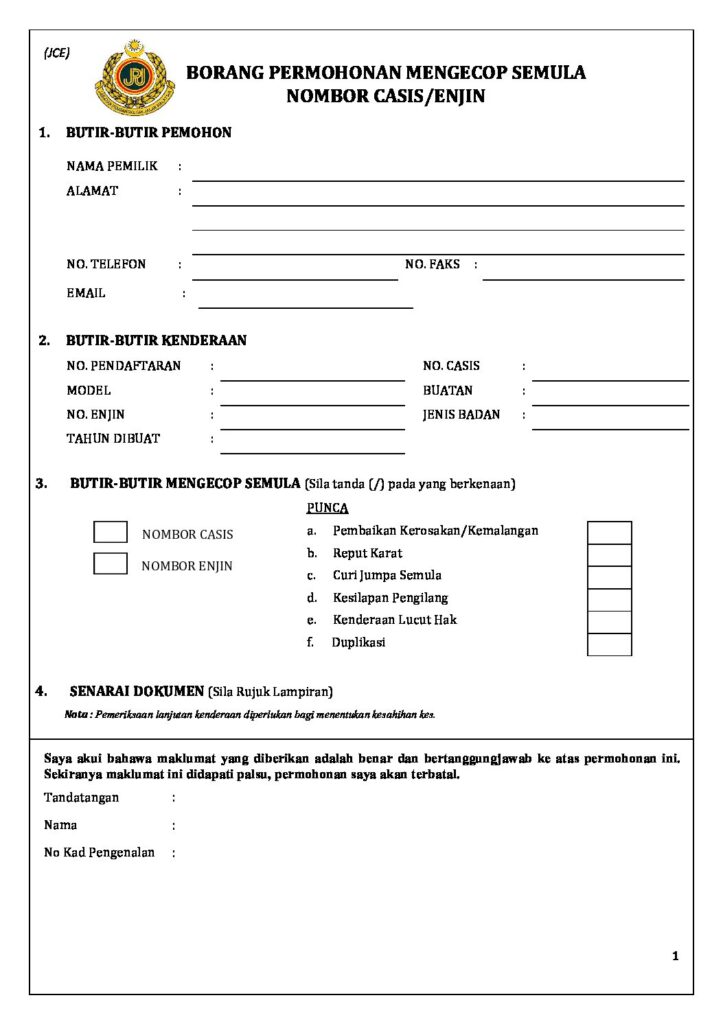 (JCE)
JPJ
BORANG PERMOHONAN MENGECOP SEMULA
NOMBOR CASIS/ENJIN
1. BUTIR-BUTIR PEMOHON
NAMA PEMILIK :
ALAMAT :
NO. TELEFON : NO. FAKS :
EMAIL :
2. BUTIR-BUTIR KENDERAAN
NO. PENDAFTARAN : NO. CASIS :
MODEL : BUATAN :
NO. ENJIN : JENIS BADAN :
TAHUN DIBUAT :
3. BUTIR-BUTIR MENGECOP SEMULA (Sila tanda (/) pada yang berkenaan)
PUNCA
NOMBOR CASIS
NOMBOR ENJIN
a. Pembaikan Kerosakan/Kemalangan
b. Reput Karat
c. Curi Jumpa Semula
d. Kesilapan Pengilang
e. Kenderaan Lucut Hak
f. Duplikasi
4. SENARAI DOKUMEN (Sila Rujuk Lampiran)
Nota : Pemeriksaan lanjutan kenderaan diperlukan bagi menentukan kesahihan kes.
Saya akui bahawa maklumat yang diberikan adalah benar dan bertanggungjawab ke atas permohonan ini.
Sekiranya maklumat ini didapati palsu, permohonan saya akan terbatal.
Tandatangan :
Nama :
No Kad Pengenalan :
1